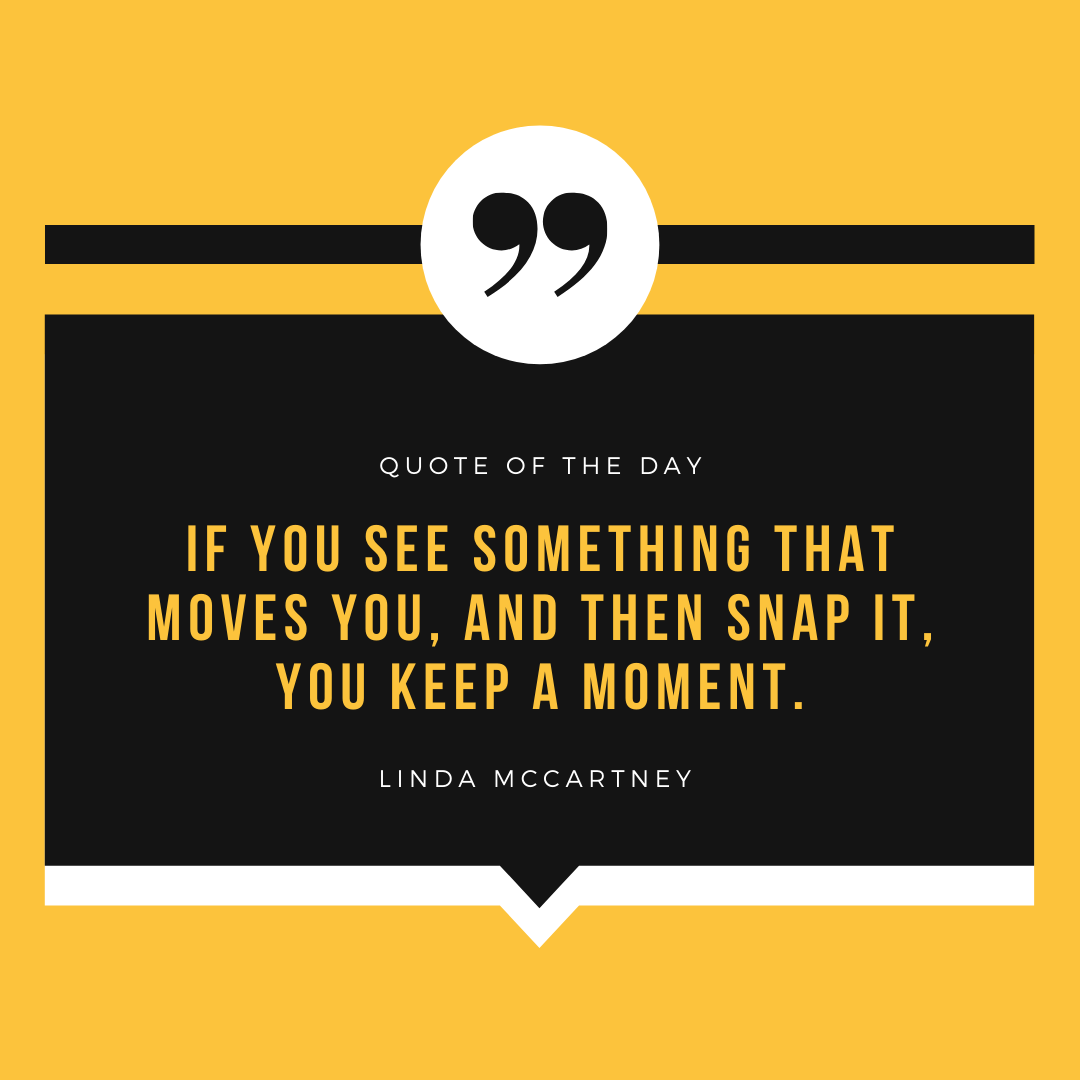 ”
QUOTE OF THE DAY
IF YOU SEE SOMETHING THAT
MOVES YOU, AND THEN SNAP IT,
YOU KEEP A MOMENT.
LINDA MCCARTNEY